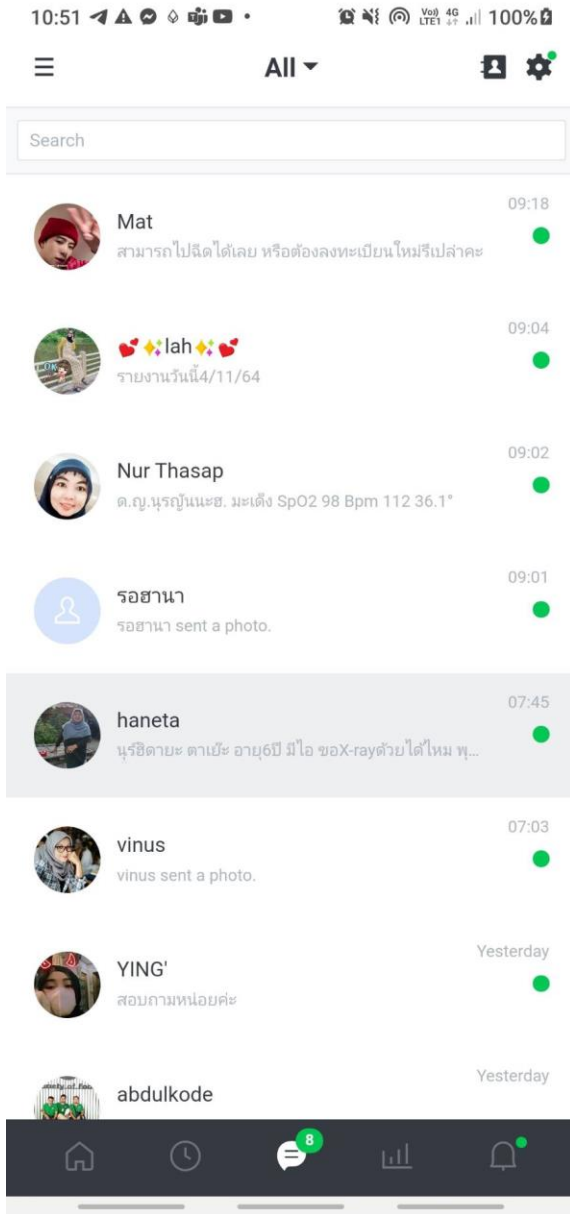 10:51 Vo)) 4G LTE1 100%
All
Search
Mat 09:18
สามารถไปฉีดได้เลย หรือต้องลงทะเบียนใหม่รึเปล่าคะ
💕✨lah✨💕 09:04
รายงานวันนี้4/11/64
Nur Thasap 09:02
ด.ญ.นุรญันนะฮ. มะเด็ง SpO2 98 Bpm 112 36.1°
รอฮานา 09:01
รอฮานา sent a photo.
haneta 07:45
นุร์ฮิดายะ ตาเย๊ะ อายุ6ปี มีไอ ขอX-rayด้วยได้ไหม พุ...
vinus 07:03
vinus sent a photo.
YING' Yesterday
สอบถามหน่อยค่ะ
abdulkode Yesterday
8